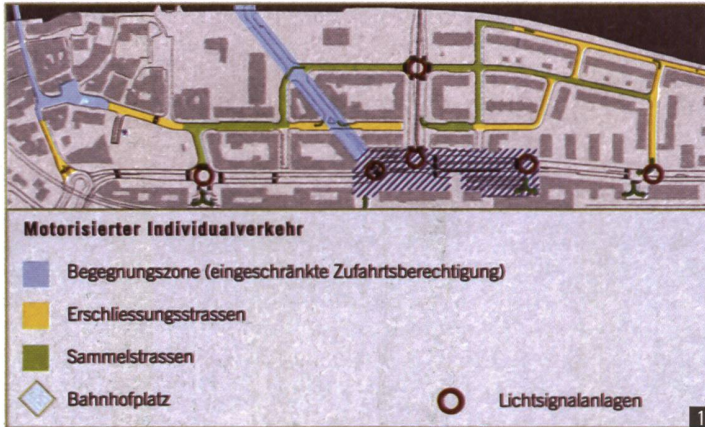 Motorisierter Individualverkehr
Begegnungszone (eingeschränkte Zufahrtsberechtigung)
Erschliessungsstrassen
Sammelstrassen
Bahnhofplatz
Lichtsignalanlagen
1